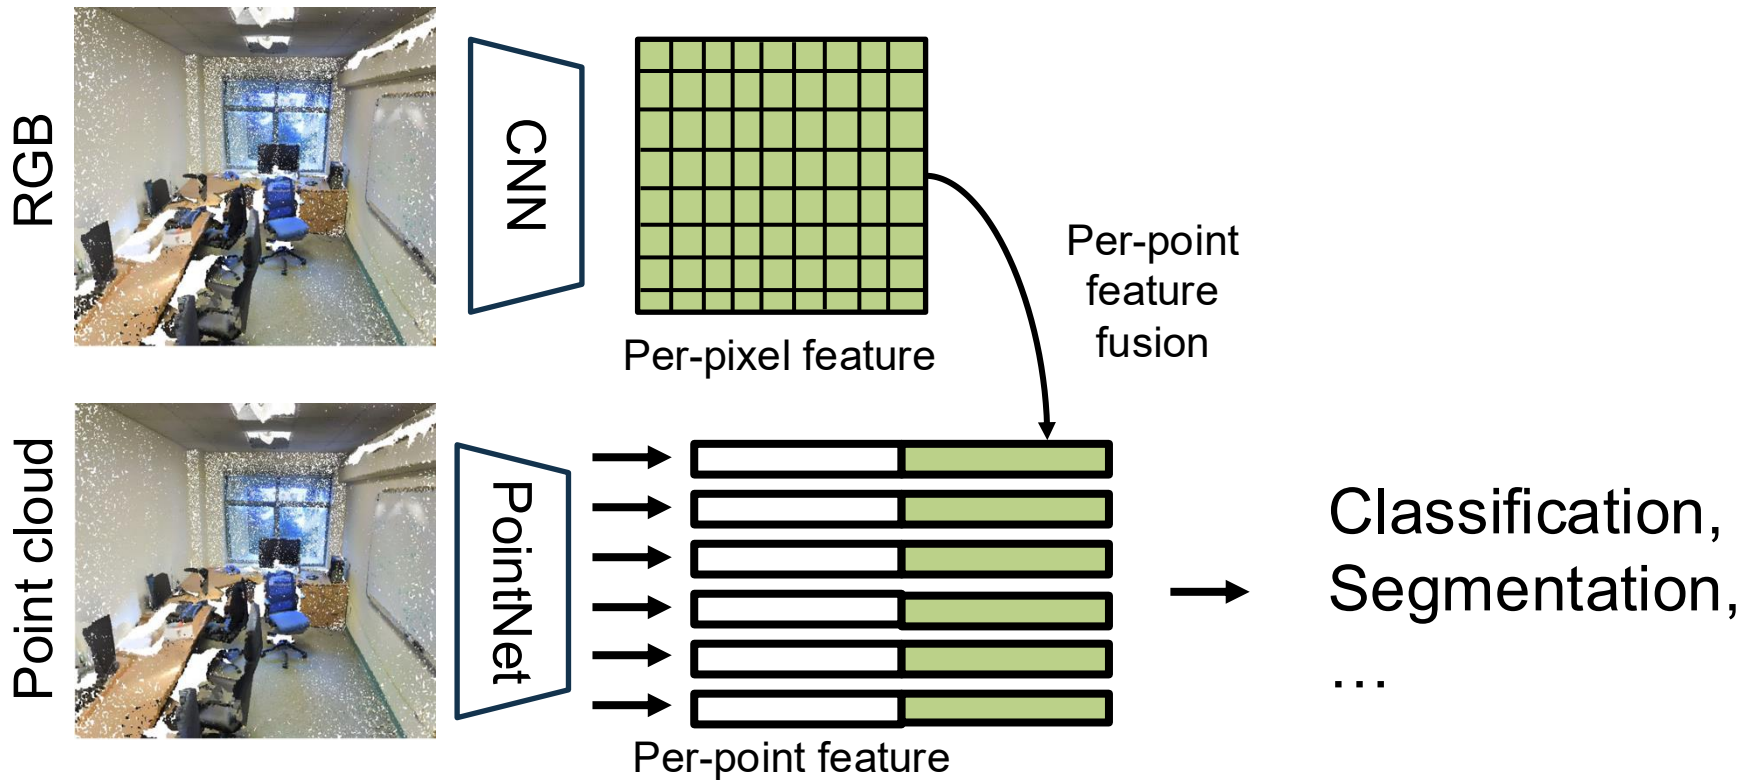 RGB
CNN
Per-pixel feature
Per-point
feature
fusion
Point cloud
PointNet
Per-point feature
Classification,
Segmentation,
…